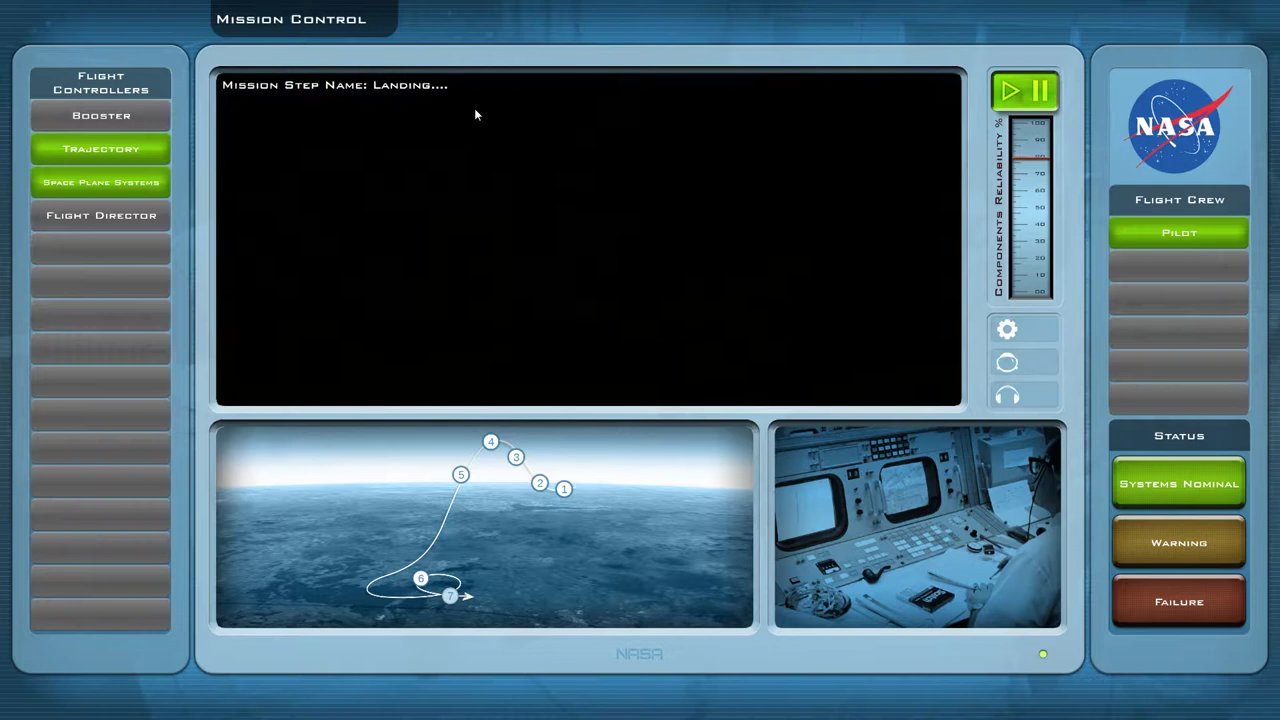 Mission Control
Flight
Controllers
Booster
Trajectory
Space Plane Systems
Flight Director
Mission Step Name: Landing....
4
3
5
2
1
6
7
NASA
Components Reliability %
100
90
80
70
60
50
40
30
20
10
00
NASA
Flight Crew
Pilot
Status
Systems Nominal
Warning
Failure